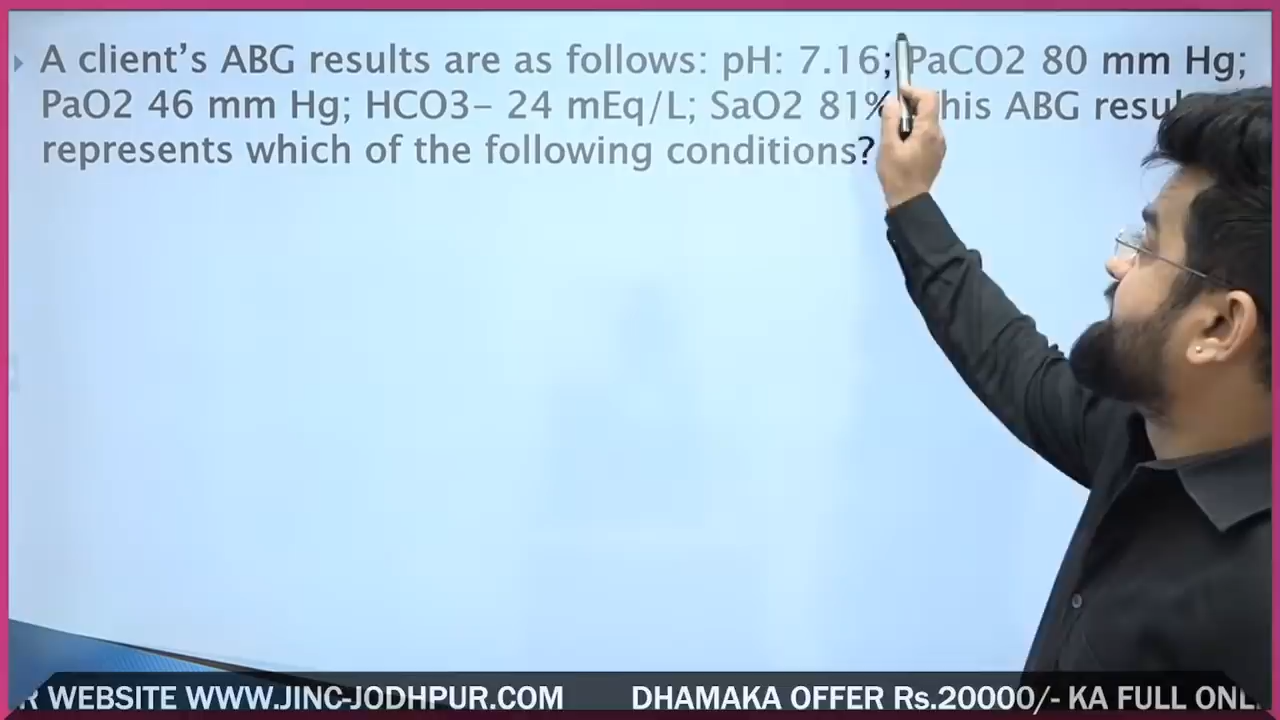 A client’s ABG results are as follows: pH: 7.16; PaCO2 80 mm Hg;
PaO2 46 mm Hg; HCO3– 24 mEq/L; SaO2 81% ABG
represents which of the following conditions?
R WEBSITE WWW.JINC-JODHPUR.COM DHAMAKA OFFER Rs.20000/- KA FULL ONL